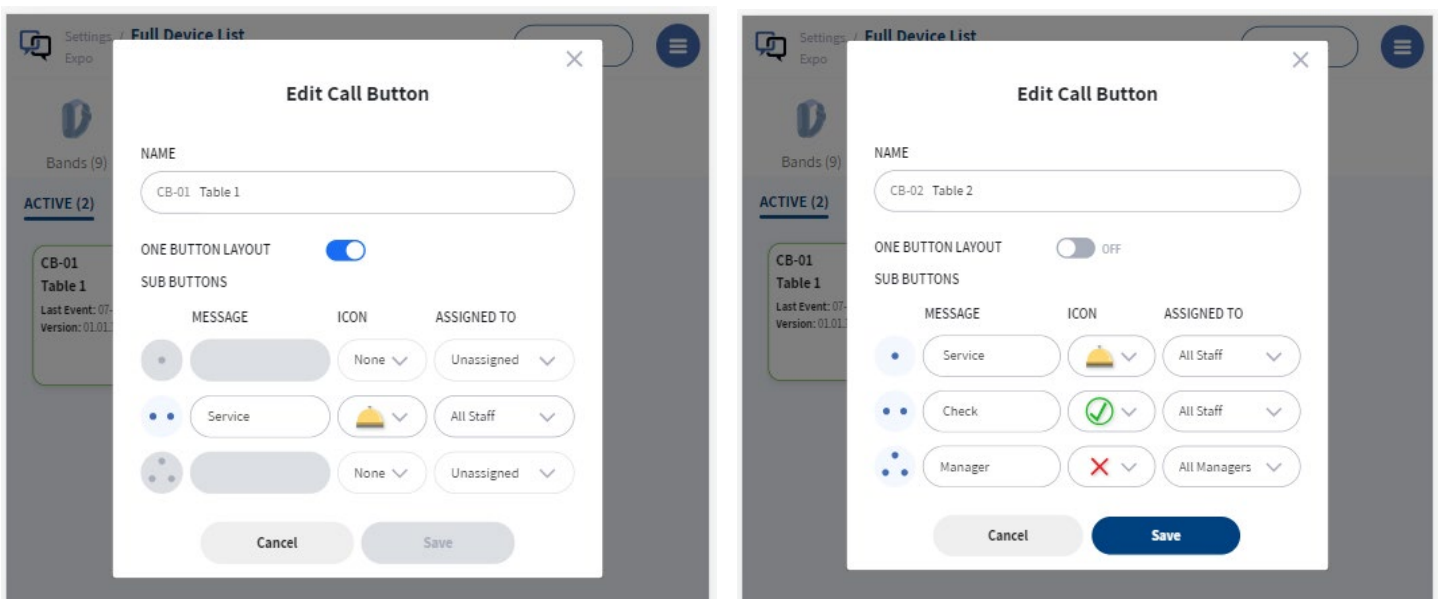 Settings / Full Device List
Expo
Bands (9)
ACTIVE (2)
CB-01
Table 1
Last Event: 07-
Version: 01.01.
Edit Call Button
NAME
CB-01 Table 1
ONE BUTTON LAYOUT
SUB BUTTONS
MESSAGE ICON ASSIGNED TO
None Unassigned
Service All Staff
None Unassigned
Cancel Save
Settings / Full Device List
Expo
Bands (9)
ACTIVE (2)
CB-01
Table 1
Last Event: 07-
Version: 01.01.
Edit Call Button
NAME
CB-02 Table 2
ONE BUTTON LAYOUT OFF
SUB BUTTONS
MESSAGE ICON ASSIGNED TO
Service All Staff
Check All Staff
Manager All Managers
Cancel Save